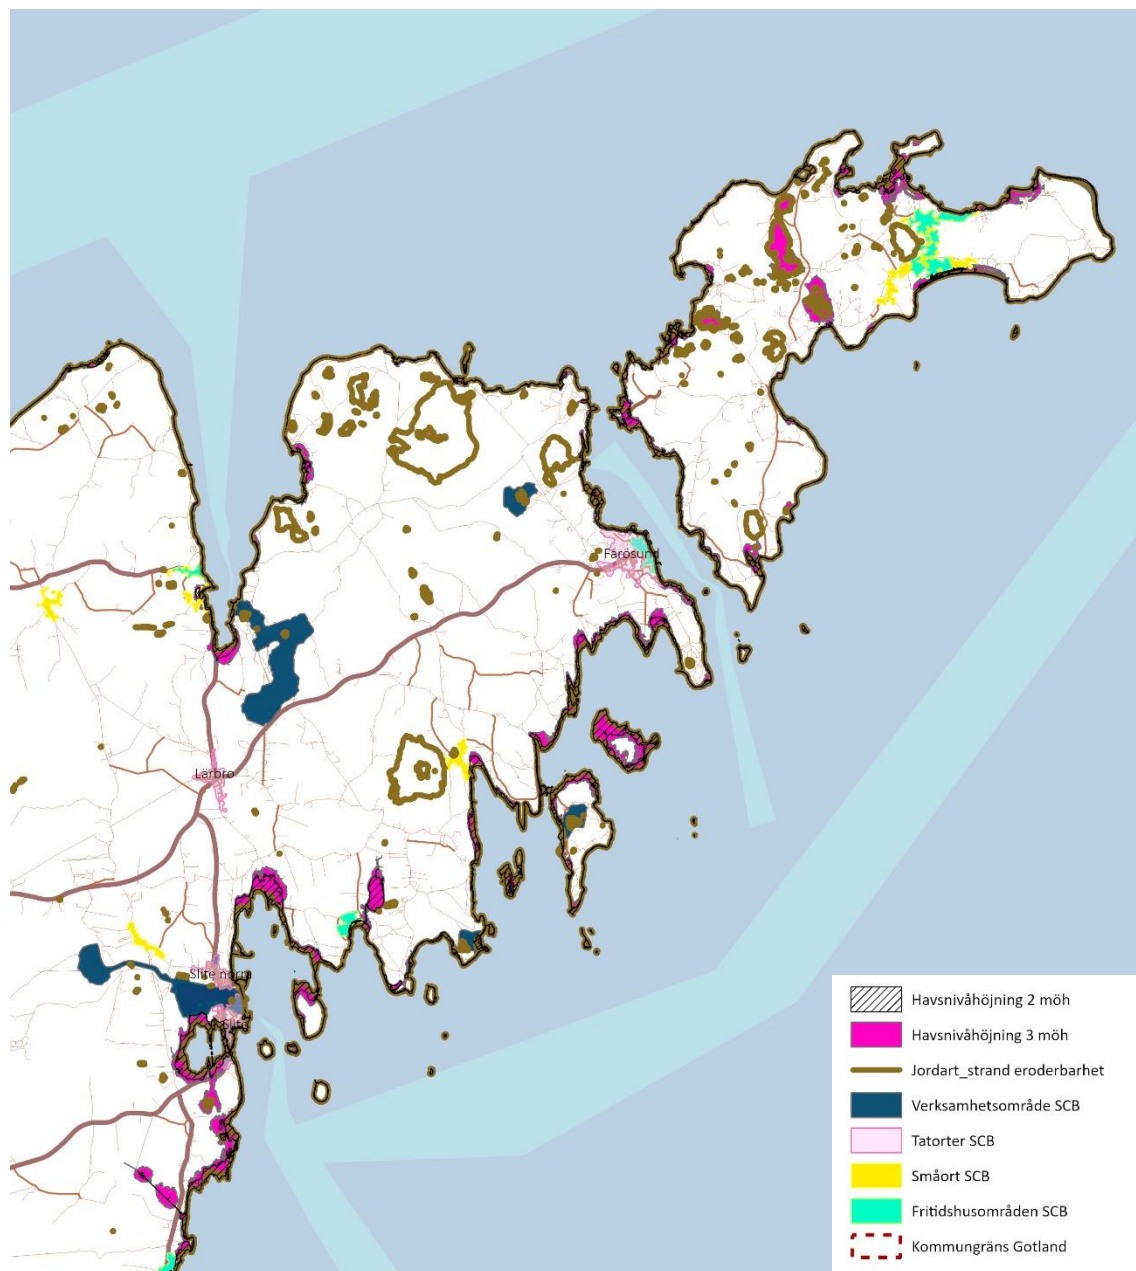 Fårösund
Lärbro
Slite norra
Slite
Havsnivåhöjning 2 möh
Havsnivåhöjning 3 möh
Jordart_strand eroderbarhet
Verksamhetsområde SCB
Tatorter SCB
Småort SCB
Fritidshusområden SCB
Kommungräns Gotland